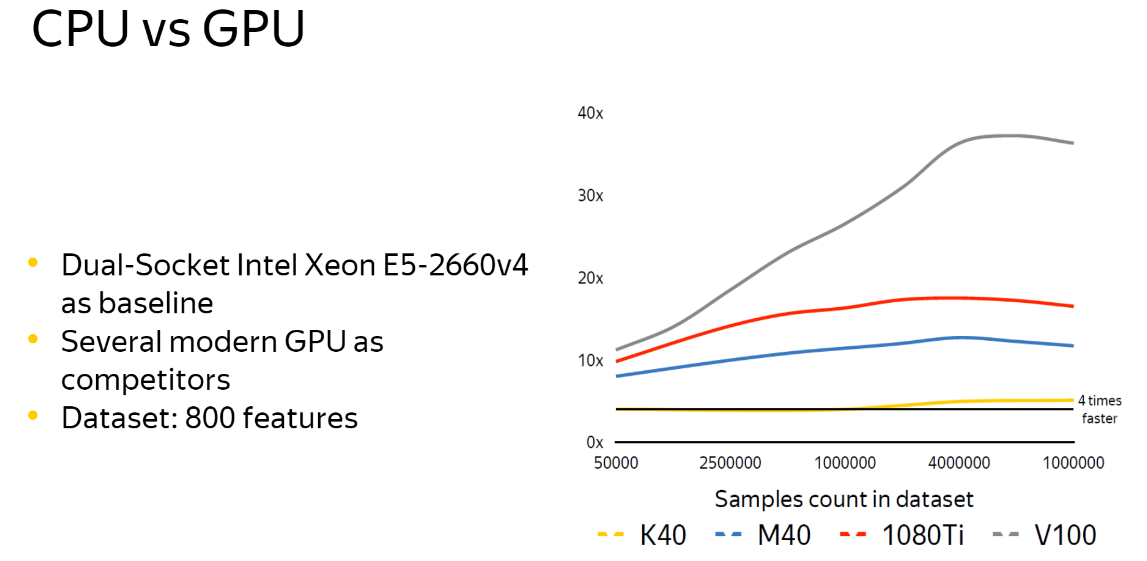 CPU vs GPU
Dual-Socket Intel Xeon E5-2660v4
as baseline
Several modern GPU as
competitors
Dataset: 800 features
40x
30x
20x
10x
0x
4 times
faster
50000 2500000 1000000 4000000 1000000
Samples count in dataset
K40 M40 1080Ti V100